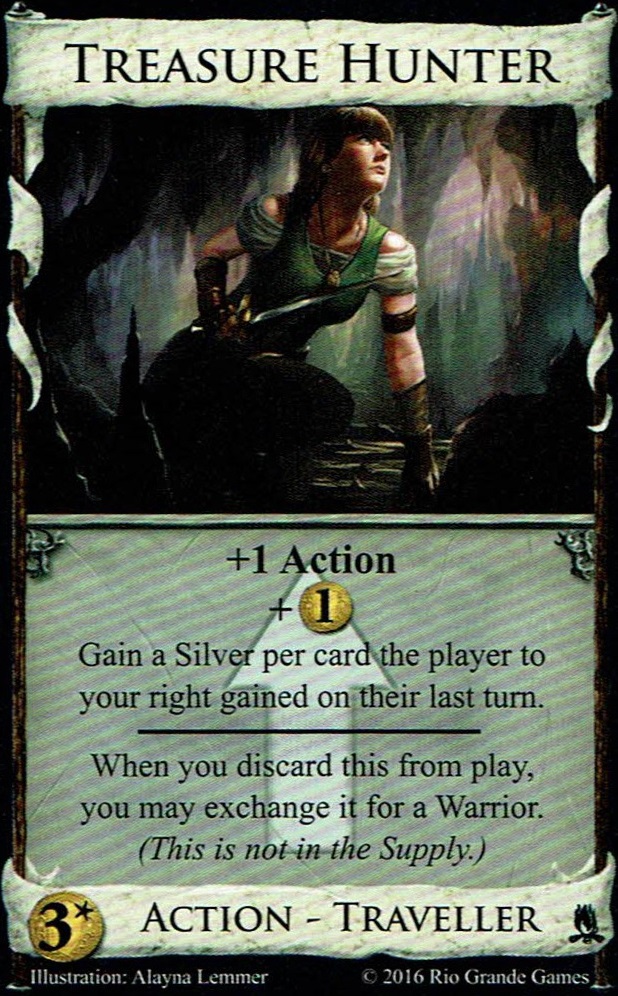 TREASURE HUNTER
+1 Action
+ 1
Gain a Silver per card the player to
your right gained on their last turn.
When you discard this from play,
you may exchange it for a Warrior.
(This is not in the Supply.)
3* ACTION - TRAVELLER
Illustration: Alayna Lemmer © 2016 Rio Grande Games